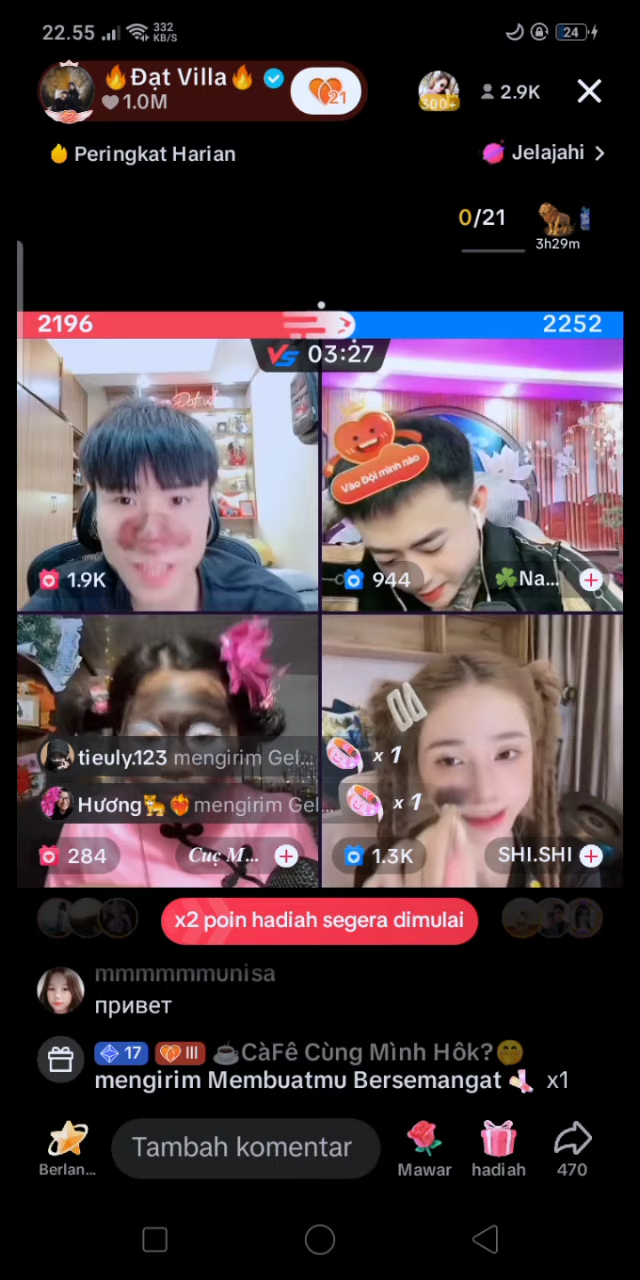 22.55
332
KB/S
24
🔥Đạt Villa🔥
1.0M
21
300+
2.9K
Peringkat Harian
Jelajahi
0/21
3h29m
2196
2252
VS 03:27
Vào Đội mình nào
1.9K
944
☘️Na...
tieuly.123 mengirim Gel...
x 1
Hương🐅❤️‍🔥 mengirim Gel...
x 1
284
Cuç M...
1.3K
SHI.SHI
x2 poin hadiah segera dimulai
mmmmmmunisa
привет
17 III ☕CàFê Cùng Mình Hôk?🤭
mengirim Membuatmu Bersemangat x1
Berlan...
Tambah komentar
Mawar
hadiah
470